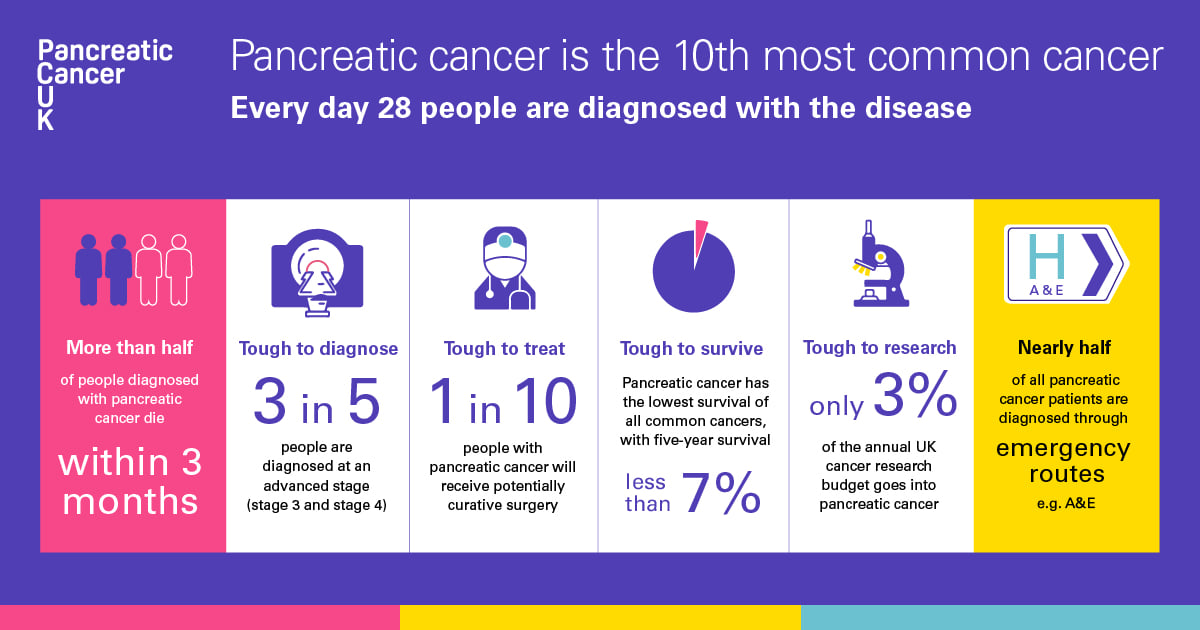 Pancreatic
Cancer
U
K
Pancreatic cancer is the 10th most common cancer
Every day 28 people are diagnosed with the disease
More than half
of people diagnosed
with pancreatic
cancer die
within 3
months
Tough to diagnose
3 in 5
people are
diagnosed at an
advanced stage
(stage 3 and stage 4)
Tough to treat
1 in 10
people with
pancreatic cancer will
receive potentially
curative surgery
Tough to survive
Pancreatic cancer has
the lowest survival of
all common cancers,
with five-year survival
less
than 7%
Tough to research
only 3%
of the annual UK
cancer research
budget goes into
pancreatic cancer
H
A & E
Nearly half
of all pancreatic
cancer patients are
diagnosed through
emergency
routes
e.g. A&E